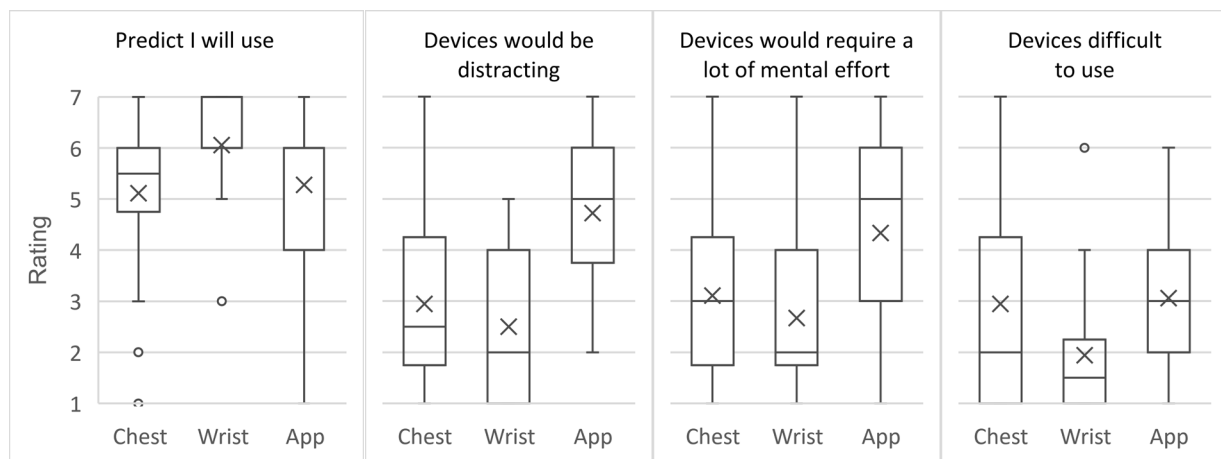 Predict I will use
Devices would be
distracting
Devices would require a
lot of mental effort
Devices difficult
to use
Rating
7
6
5
4
3
2
1
Chest Wrist App
Chest Wrist App
Chest Wrist App
Chest Wrist App